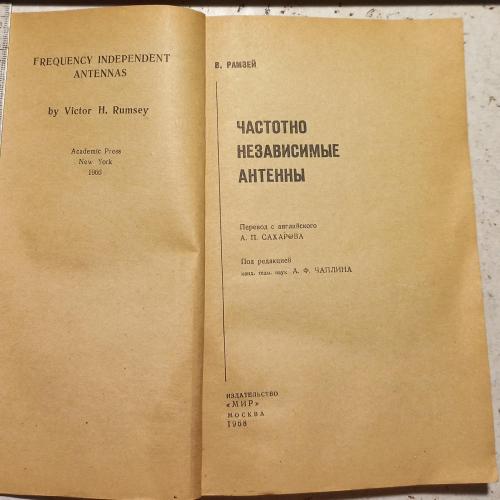 FREQUENCY INDEPENDENT
ANTENNAS
by Victor H. Rumsey
Academic Press
New York
1966
В. РАМЗЕЙ
ЧАСТОТНО
НЕЗАВИСИМЫЕ
АНТЕННЫ
Перевод с английского
А. П. САХАРОВА
Под редакцией
канд. техн. наук А. Ф. ЧАПЛИНА
ИЗДАТЕЛЬСТВО
«МИР»
МОСКВА
1968